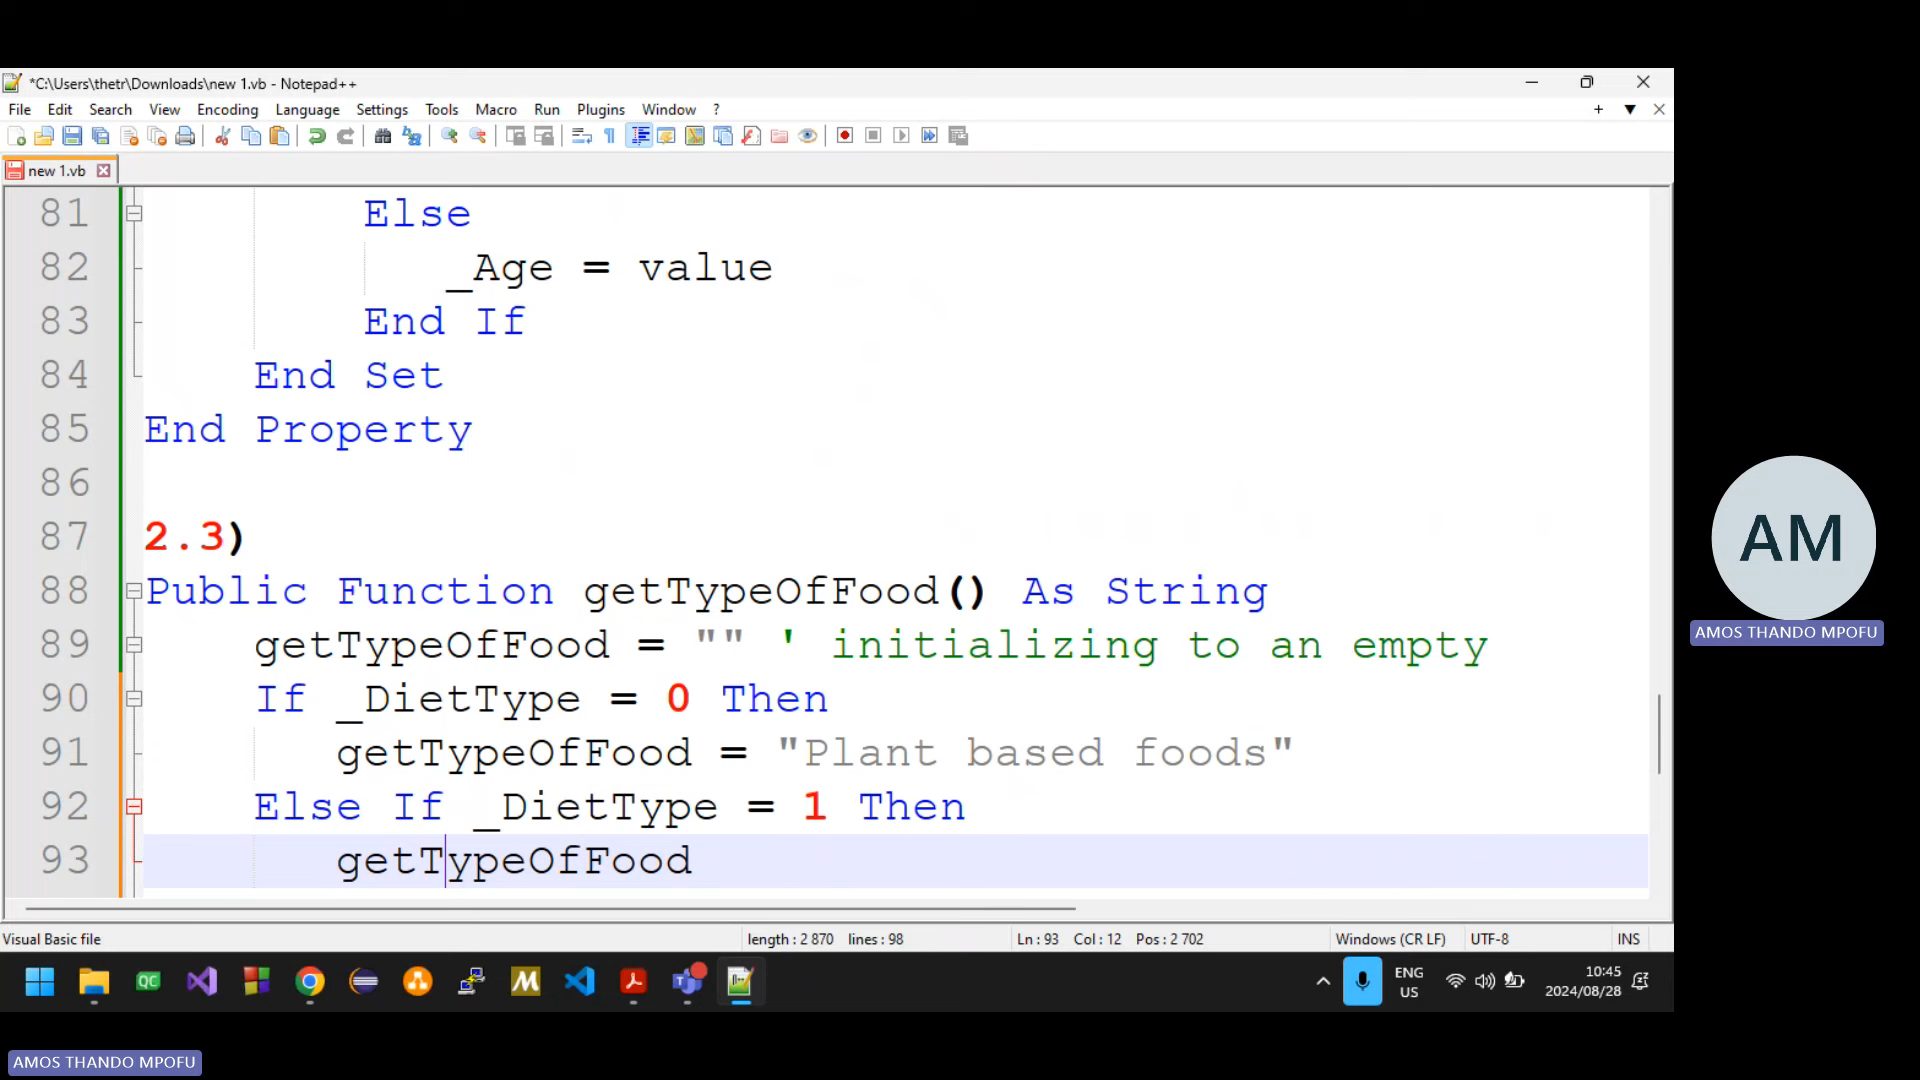 *C:\Users\thetr\Downloads\new 1.vb - Notepad++
File Edit Search View Encoding Language Settings Tools Macro Run Plugins Window ?
new 1.vb
81 Else
82 _Age = value
83 End If
84 End Set
85 End Property
86
87 2.3)
88 Public Function getTypeOfFood() As String
89 getTypeOfFood = "" ' initializing to an empty
90 If _DietType = 0 Then
91 getTypeOfFood = "Plant based foods"
92 Else If _DietType = 1 Then
93 getTypeOfFood
AM
AMOS THANDO MPOFU
Visual Basic file length : 2 870 lines : 98 Ln : 93 Col : 12 Pos : 2 702 Windows (CR LF) UTF-8 INS
QC
ENG
US
10:45
2024/08/28
AMOS THANDO MPOFU